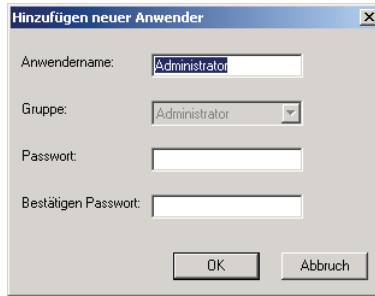 Hinzufügen neuer Anwender
Anwendername: Administrator
Gruppe: Administrator
Passwort:
Bestätigen Passwort:
OK Abbruch